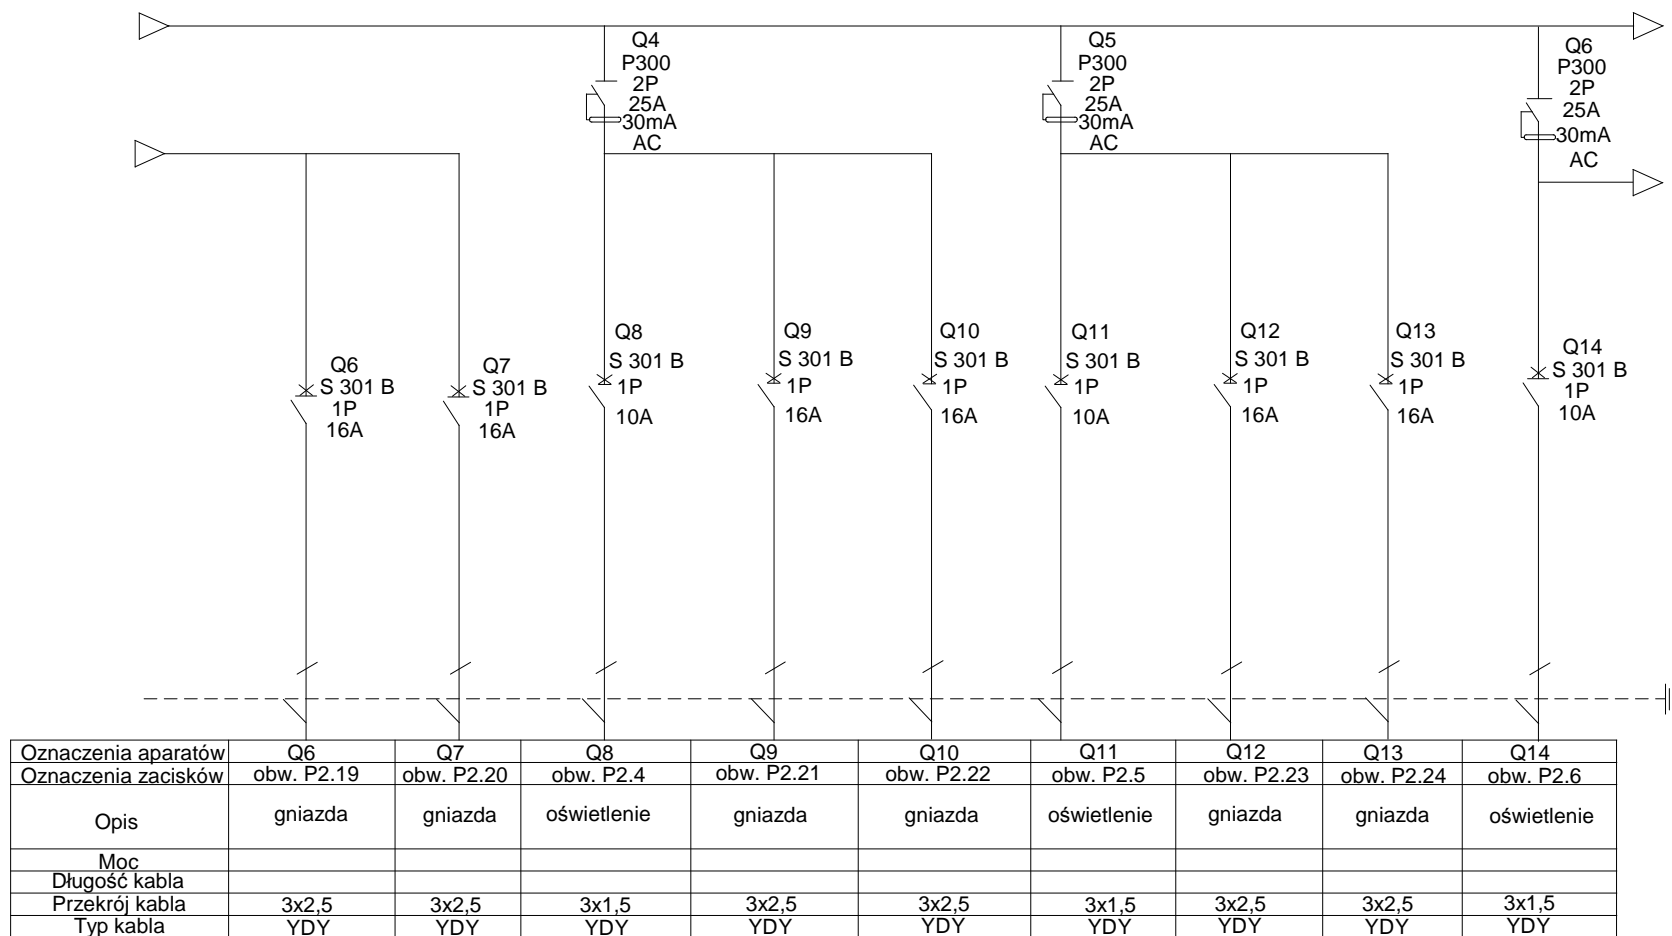 Q4
P300
2P
25A
30mA
AC
Q5
P300
2P
25A
30mA
AC
Q6
P300
2P
25A
30mA
AC
Q6
S 301 B
1P
16A
Q7
S 301 B
1P
16A
Q8
S 301 B
1P
10A
Q9
S 301 B
1P
16A
Q10
S 301 B
1P
16A
Q11
S 301 B
1P
10A
Q12
S 301 B
1P
16A
Q13
S 301 B
1P
16A
Q14
S 301 B
1P
10A
Oznaczenia aparatów Q6 Q7 Q8 Q9 Q10 Q11 Q12 Q13 Q14
Oznaczenia zacisków obw. P2.19 obw. P2.20 obw. P2.4 obw. P2.21 obw. P2.22 obw. P2.5 obw. P2.23 obw. P2.24 obw. P2.6
Opis gniazda gniazda oświetlenie gniazda gniazda oświetlenie gniazda gniazda oświetlenie
Moc
Długość kabla
Przekrój kabla 3x2,5 3x2,5 3x1,5 3x2,5 3x2,5 3x1,5 3x2,5 3x2,5 3x1,5
Typ kabla YDY YDY YDY YDY YDY YDY YDY YDY YDY